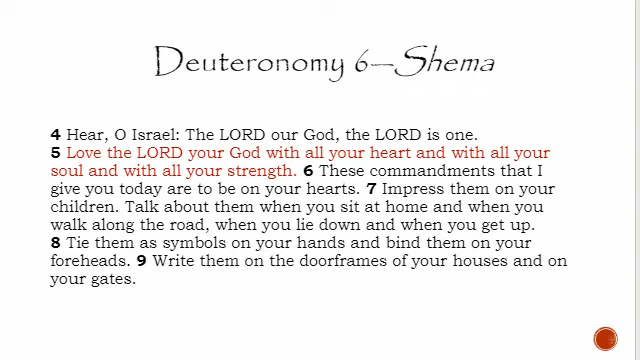 Deuteronomy 6—Shema
4 Hear, O Israel: The LORD our God, the LORD is one.
5 Love the LORD your God with all your heart and with all your
soul and with all your strength. 6 These commandments that I
give you today are to be on your hearts. 7 Impress them on your
children. Talk about them when you sit at home and when you
walk along the road, when you lie down and when you get up.
8 Tie them as symbols on your hands and bind them on your
foreheads. 9 Write them on the doorframes of your houses and on
your gates.